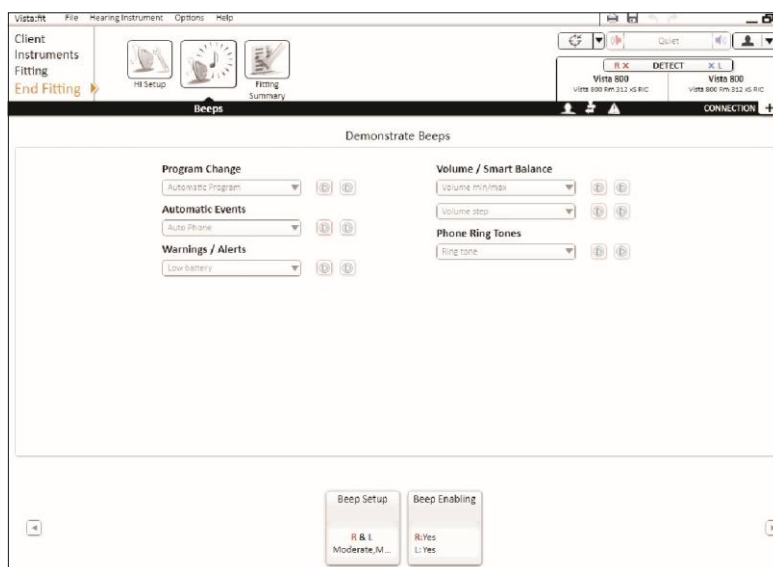 Vista:fit File Hearing Instrument Options Help
Client
Instruments
Fitting
End Fitting
HI Setup
Fitting
Summary
Beeps
Quiet
R X DETECT X L
Vista 800 Vista 800
Vista 800 Rm 312 xS RIC Vista 800 Rm 312 xS RIC
CONNECTION +
Demonstrate Beeps
Program Change
Automatic Program
Automatic Events
Auto Phone
Warnings / Alerts
Low battery
Volume / Smart Balance
Volume min/max
Volume step
Phone Ring Tones
Ring tone
Beep Setup
R & L
Moderate,M...
Beep Enabling
R:Yes
L:Yes